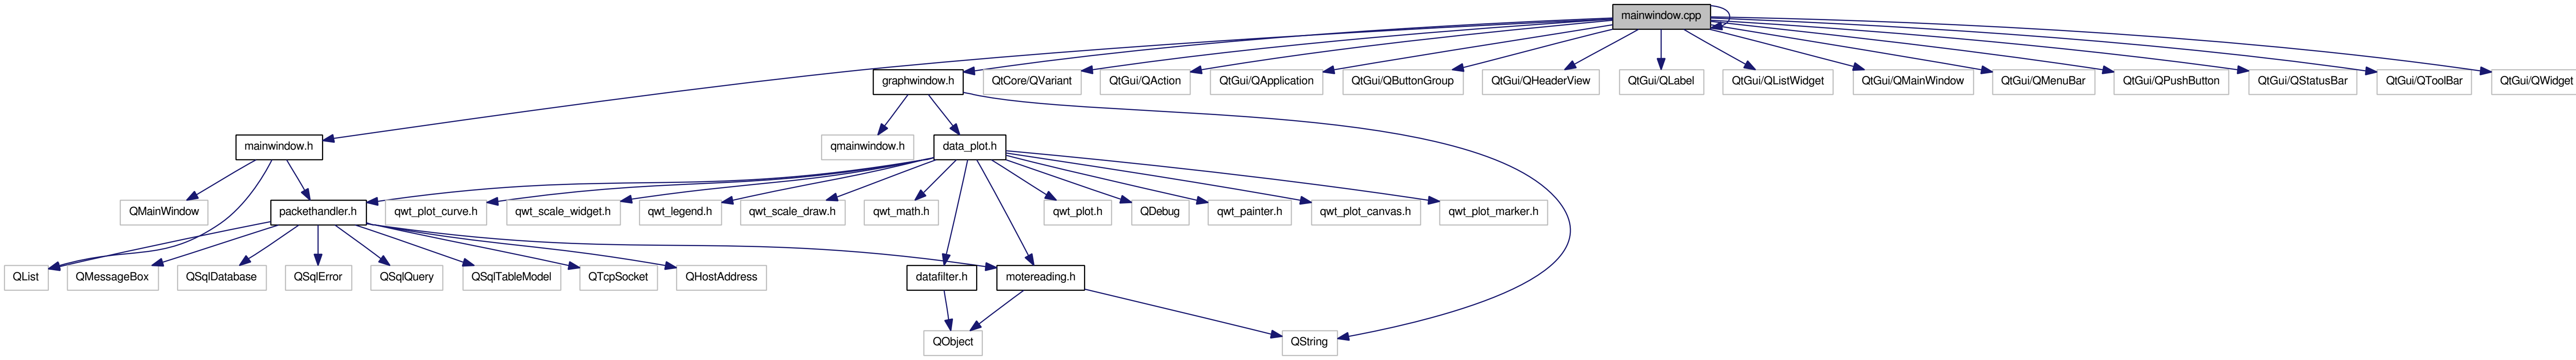 mainwindow.cpp
graphwindow.h
QtCore/QVariant
QtGui/QAction
QtGui/QApplication
QtGui/QButtonGroup
QtGui/QHeaderView
QtGui/QLabel
QtGui/QListWidget
QtGui/QMainWindow
QtGui/QMenuBar
QtGui/QPushButton
QtGui/QStatusBar
QtGui/QToolBar
QtGui/QWidget
mainwindow.h
qmainwindow.h
data_plot.h
QMainWindow
packethandler.h
qwt_plot_curve.h
qwt_scale_widget.h
qwt_legend.h
qwt_scale_draw.h
qwt_math.h
qwt_plot.h
QDebug
qwt_painter.h
qwt_plot_canvas.h
qwt_plot_marker.h
QList
QMessageBox
QSqlDatabase
QSqlError
QSqlQuery
QSqlTableModel
QTcpSocket
QHostAddress
datafilter.h
motereading.h
QObject
QString